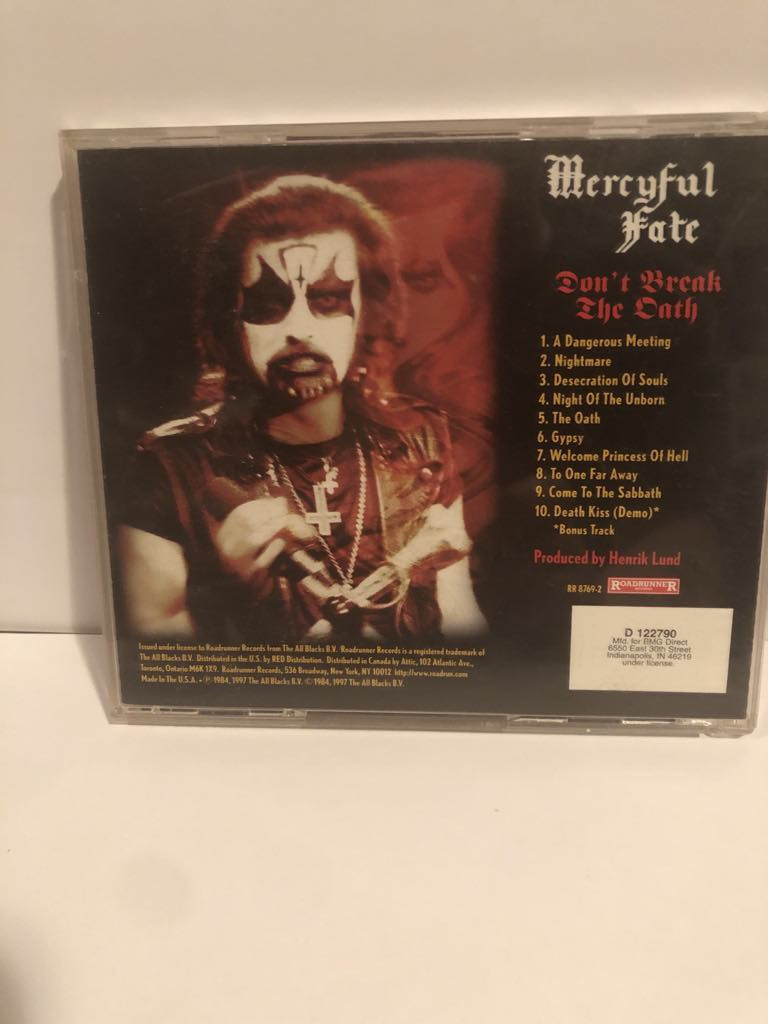 Mercyful
Fate
Don't Break
The Oath
1. A Dangerous Meeting
2. Nightmare
3. Desecration Of Souls
4. Night Of The Unborn
5. The Oath
6. Gypsy
7. Welcome Princess Of Hell
8. To One Far Away
9. Come To The Sabbath
10. Death Kiss (Demo)*
*Bonus Track
Produced by Henrik Lund
RR 8769-2 ROADRUNNER
RECORDS
D 122790
Mfd. for BMG Direct
6550 East 30th Street
Indianapolis, IN 46219
under license.
Issued under license to Roadrunner Records from The All Blacks B.V. Roadrunner Records is a registered trademark of
The All Blacks B.V. Distributed in the U.S. by RED Distribution. Distributed in Canada by Attic, 102 Atlantic Ave.,
Toronto, Ontario M6K 1X9. Roadrunner Records, 536 Broadway, New York, NY 10012 http://www.roadrun.com
Made In The U.S.A. • ℗ 1984, 1997 The All Blacks B.V. © 1984, 1997 The All Blacks B.V.